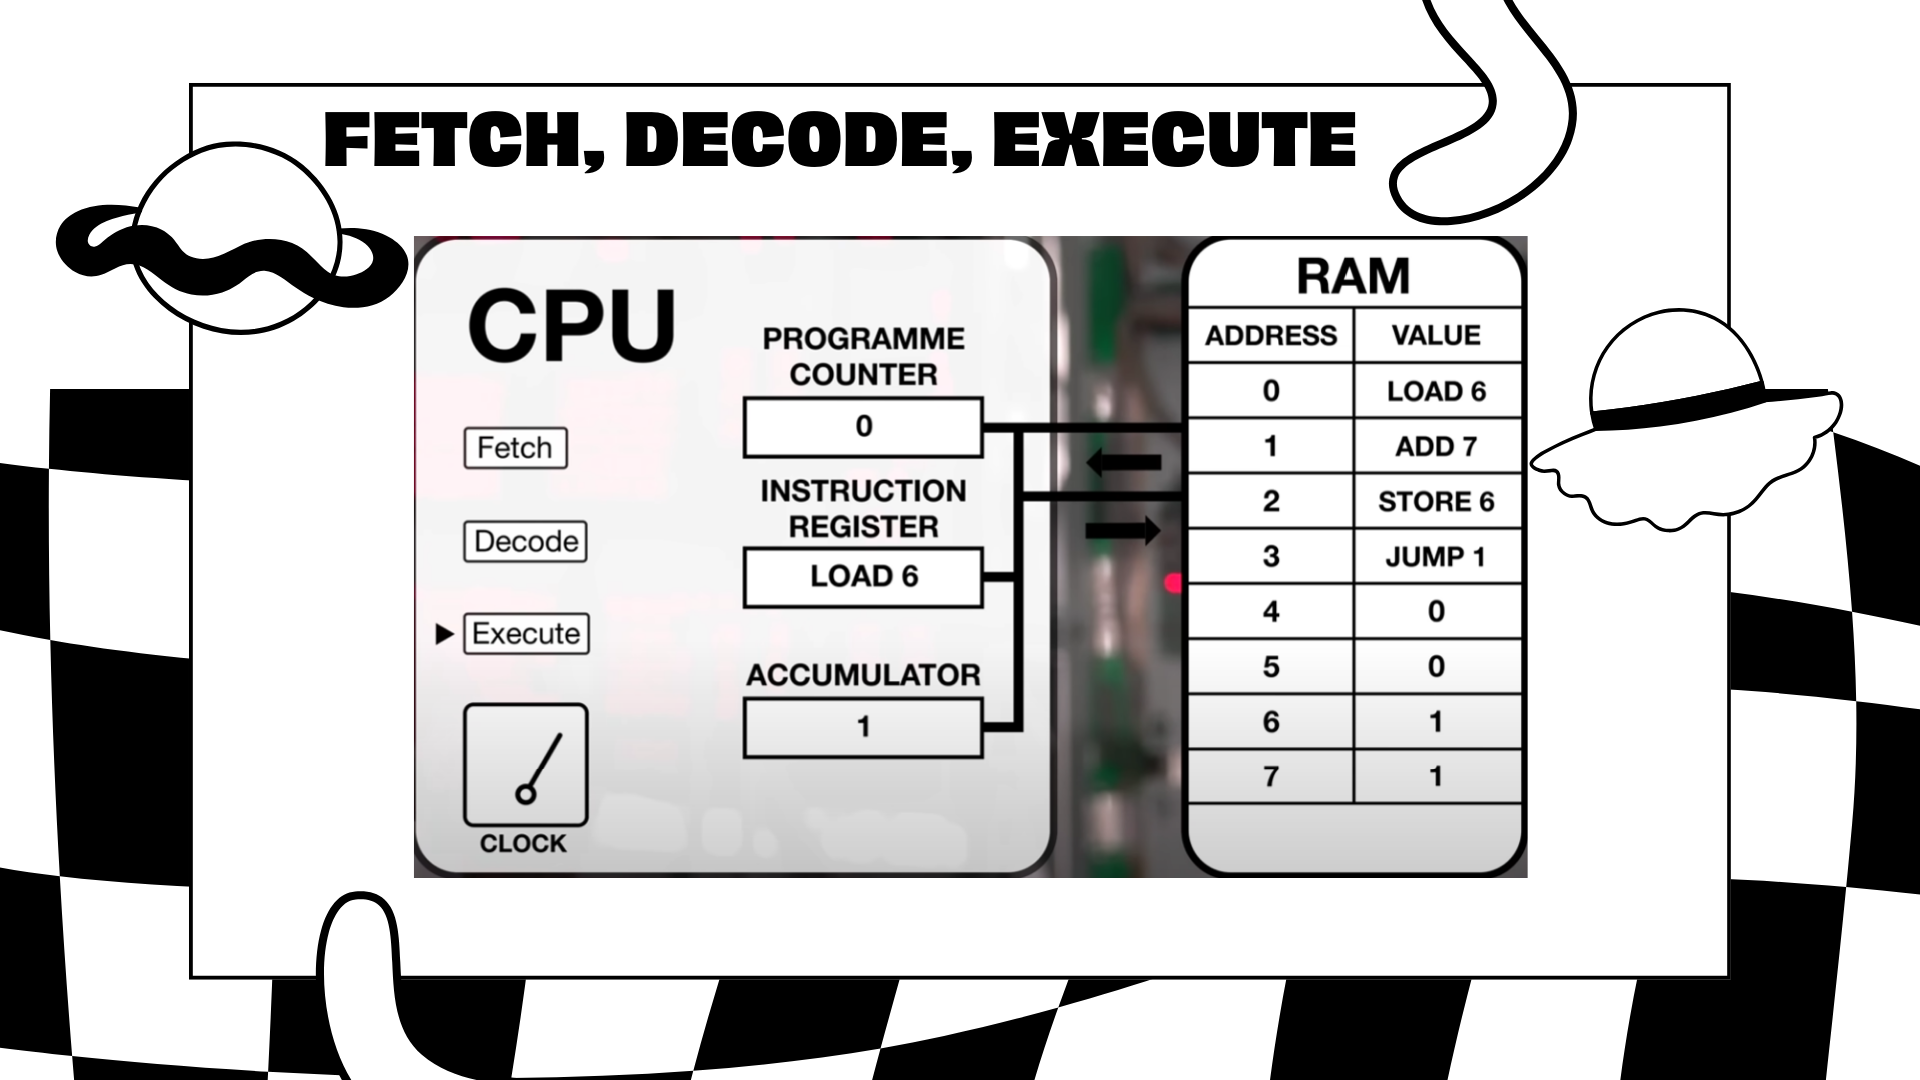 FETCH, DECODE, EXECUTE
CPU
PROGRAMME
COUNTER
0
Fetch
INSTRUCTION
REGISTER
LOAD 6
Decode
Execute
ACCUMULATOR
1
CLOCK
RAM
ADDRESS VALUE
0 LOAD 6
1 ADD 7
2 STORE 6
3 JUMP 1
4 0
5 0
6 1
7 1